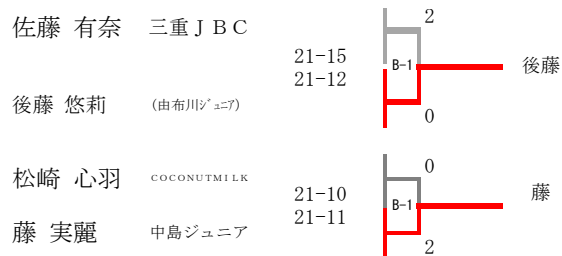 佐藤 有奈 三重ＪＢＣ 2
21-15 B-1 後藤
21-12
後藤 悠莉 (由布川ｼﾞｭﾆｱ) 0
松崎 心羽 COCONUTMILK 0
21-10 B-1 藤
21-11
藤 実麗 中島ジュニア 2